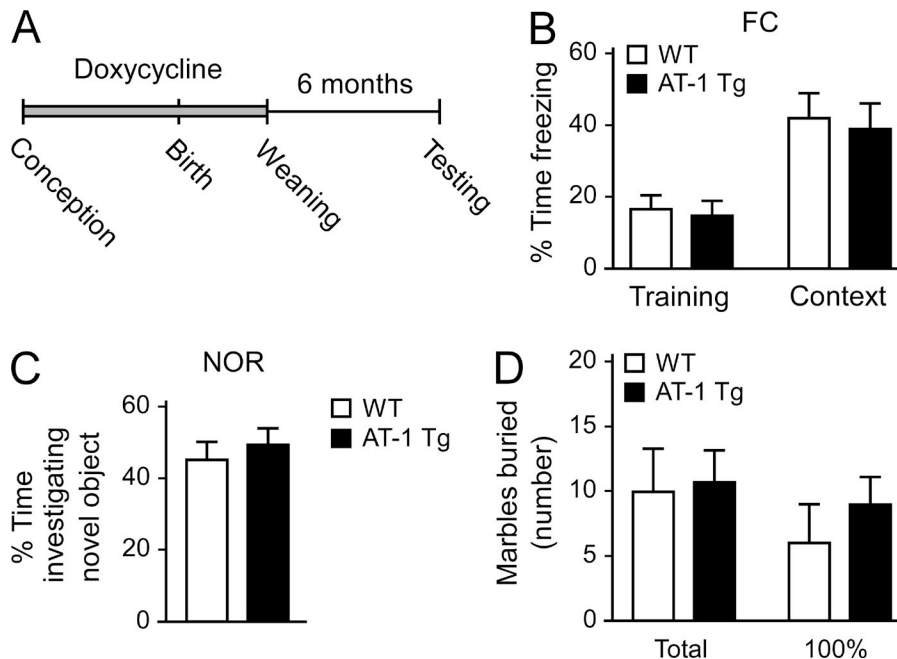 A
Doxycycline
6 months
Conception
Birth
Weaning
Testing
B
FC
WT
AT-1 Tg
% Time freezing
60
40
20
0
Training
Context
C
NOR
WT
AT-1 Tg
% Time
investigating
novel object
60
40
20
0
D
WT
AT-1 Tg
Marbles buried
(number)
20
15
10
5
0
Total
100%